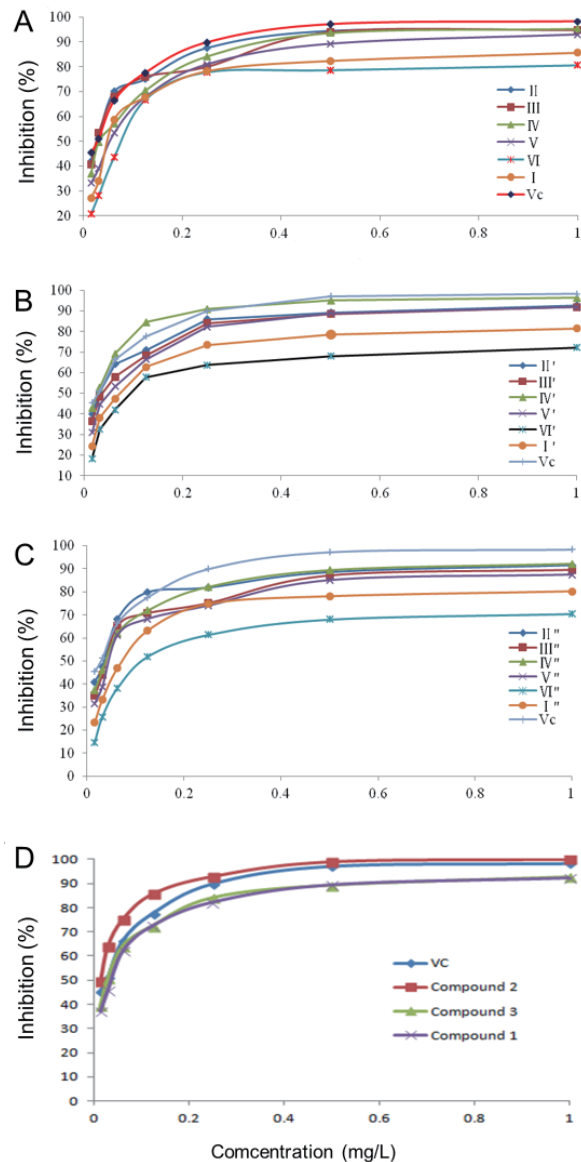 A
Inhibition (%)
100
90
80
70
60
50
40
30
20
0
0.2
0.4
0.6
0.8
1
II
III
IV
V
VI
I
Vc
B
Inhibition (%)
100
90
80
70
60
50
40
30
20
10
0
0.2
0.4
0.6
0.8
1
II'
III'
IV'
V'
VI'
I'
Vc
C
Inhibition (%)
100
90
80
70
60
50
40
30
20
10
0
0
0.2
0.4
0.6
0.8
1
II"
III"
IV"
V"
VI"
I"
Vc
D
Inhibition (%)
100
90
80
70
60
50
40
30
20
10
0
0
0.2
0.4
0.6
0.8
1
VC
Compound 2
Compound 3
Compound 1
Comcentration (mg/L)